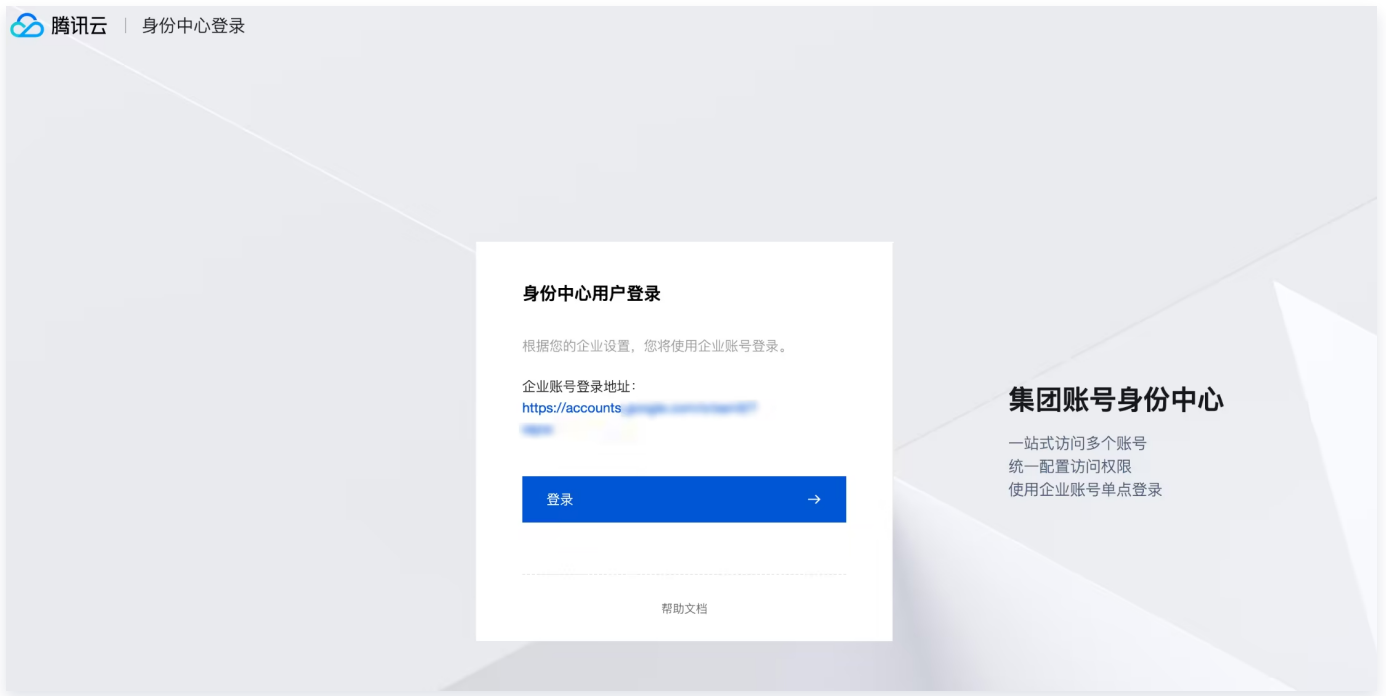 腾讯云 | 身份中心登录
身份中心用户登录
根据您的企业设置，您将使用企业账号登录。
企业账号登录地址：
https://accounts
登录
帮助文档
集团账号身份中心
一站式访问多个账号
统一配置访问权限
使用企业账号单点登录